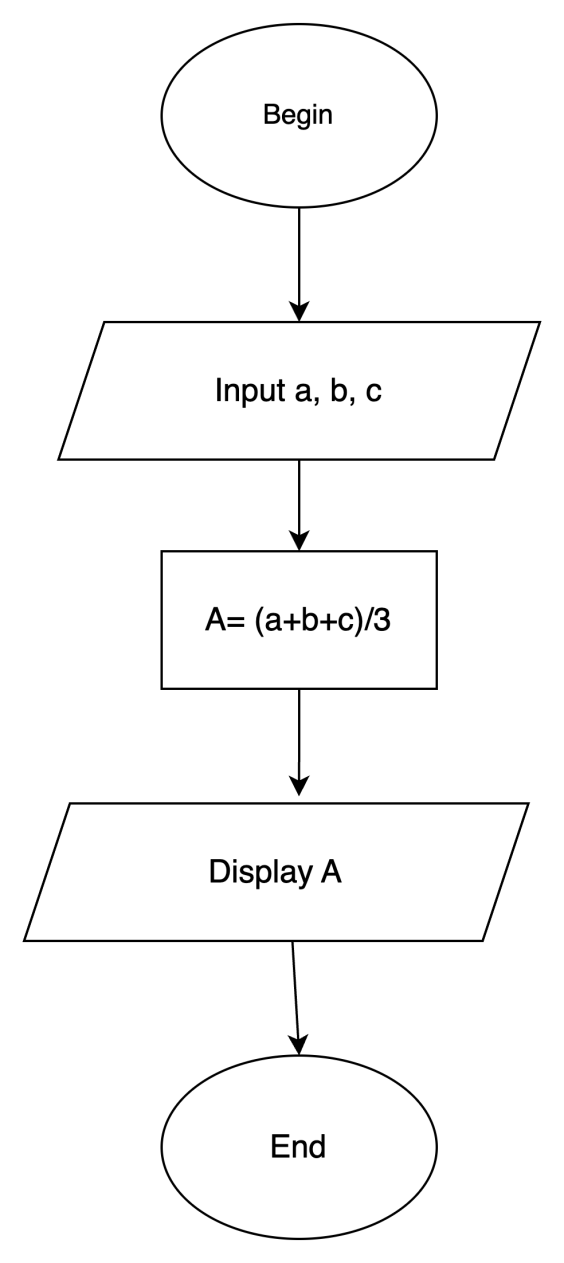 Begin
Input a, b, c
A= (a+b+c)/3
Display A
End